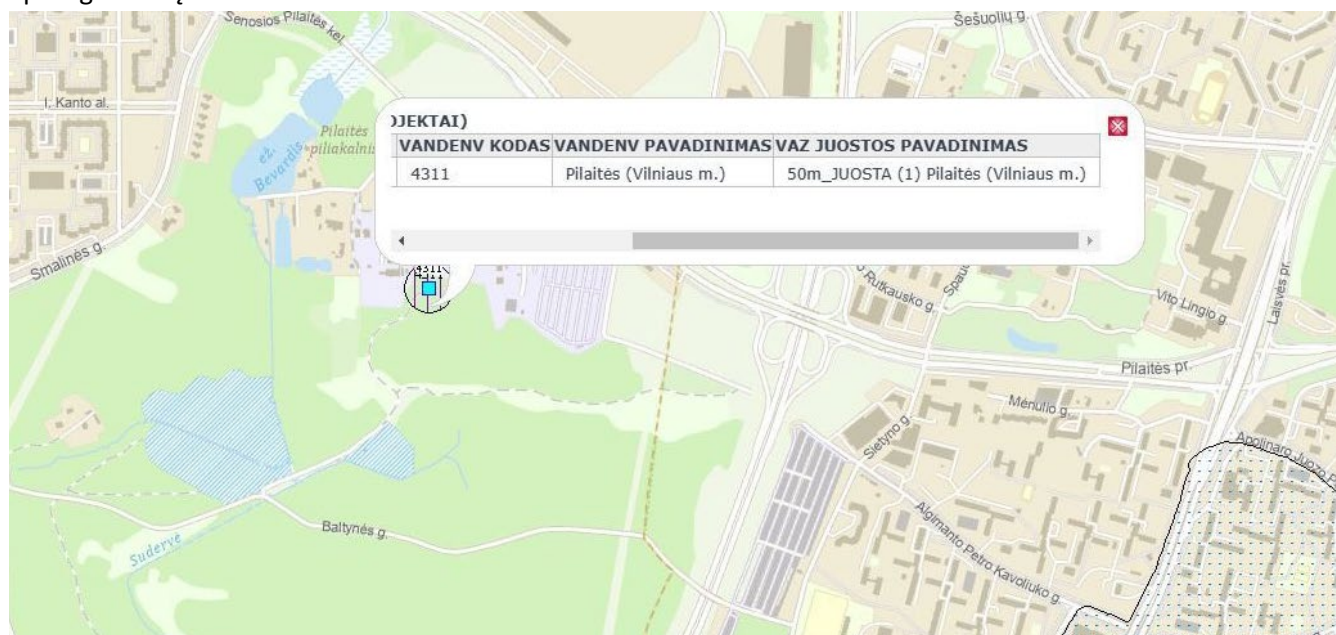 Senosios Pilaitės kel.
Šešuolių g.
I. Kanto al.
Pilaitės
piliakalnis
ež. Bevardis
OJEKTAI)
VANDENV KODAS VANDENV PAVADINIMAS VAZ JUOSTOS PAVADINIMAS
4311 Pilaitės (Vilniaus m.) 50m_JUOSTA (1) Pilaitės (Vilniaus m.)
Smalinės g.
4311
Rutkausko g.
Vito Lingio g.
Laisvės pr.
Pilaitės pr.
Mėnulio g.
Sietyno g.
Apolinaro Juozo P
Algimanto Petro Kavoliuko g.
Baltynės g.
Sudervė